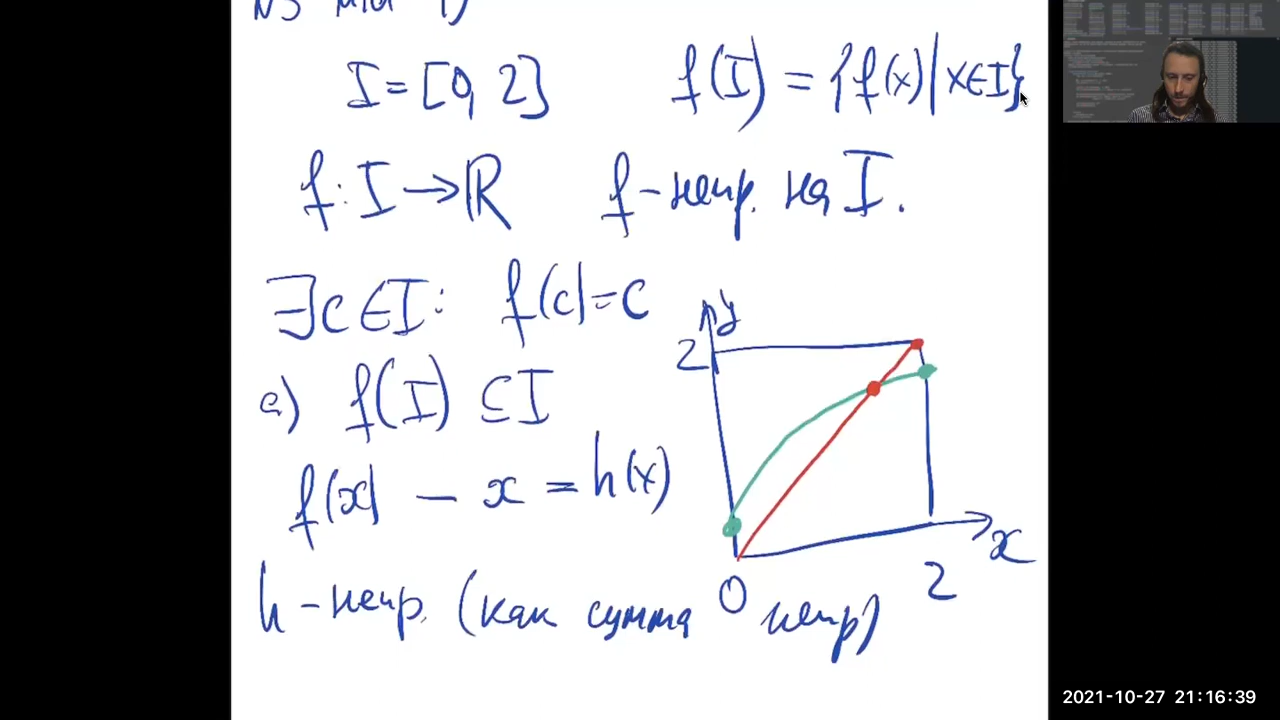 I = [0, 2]   f(I) = {f(x) | x∈I}
f: I → ℝ   f – непр. на I.
∃c ∈ I: f(c) = c
а) f(I) ⊆ I
f(x) – x = h(x)
y
2
0
2
x
h – непр. (как сумма непр)
2021-10-27 21:16:39